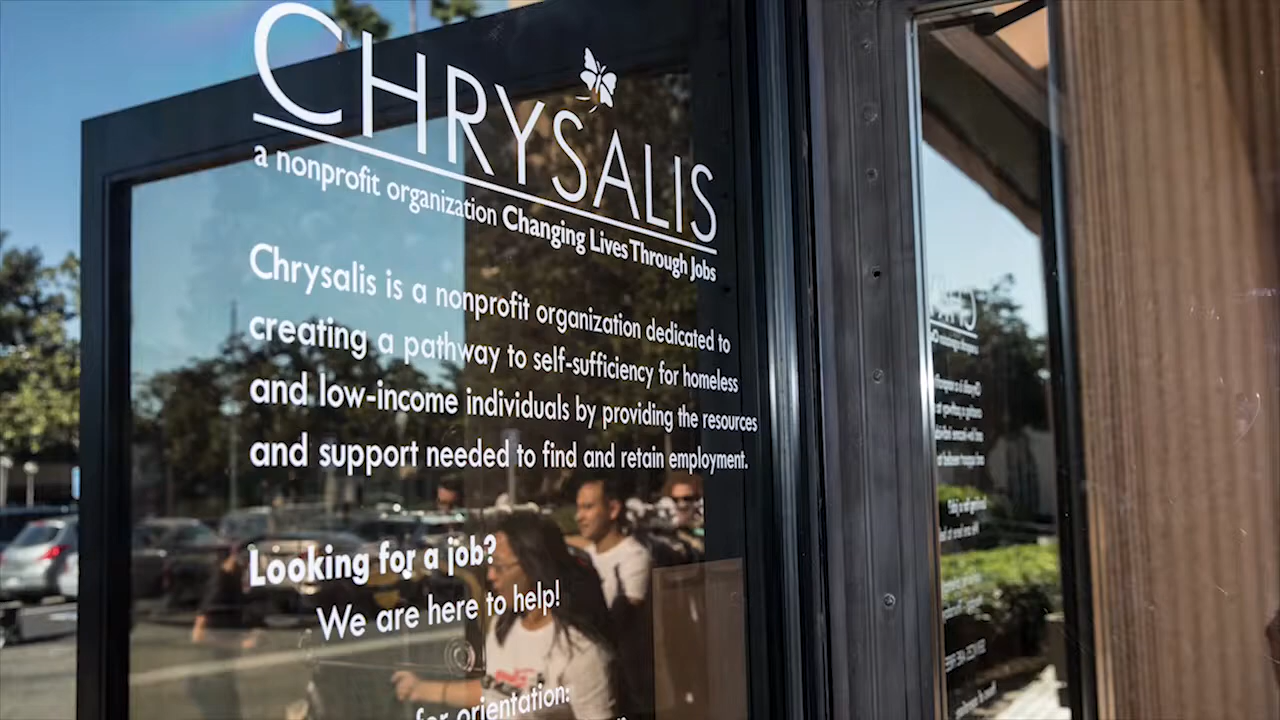 CHRYSALIS
a nonprofit organization Changing Lives Through Jobs
Chrysalis is a nonprofit organization dedicated to
creating a pathway to self-sufficiency for homeless
and low-income individuals by providing the resources
and support needed to find and retain employment.
Looking for a job?
We are here to help!
for orientation: